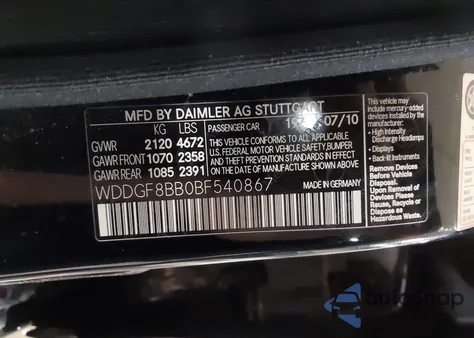 MFD BY DAIMLER AG STUTTGART
KG LBS
GVWR 2120 4672
GAWR FRONT 1070 2358
GAWR REAR 1085 2391
PASSENGER CAR 07/10
THIS VEHICLE CONFORMS TO ALL APPLICABLE
U.S. FEDERAL MOTOR VEHICLE SAFETY, BUMPER
AND THEFT PREVENTION STANDARDS IN EFFECT
ON THE DATE OF MANUFACTURE SHOWN ABOVE
WDDGF8BB0BF540867
This vehicle may include
mercury-added
devices installed by
the manufacturer:
• High Intensity
Discharge Headlamps
• Back-lit Instruments
Remove Devices
Before Vehicle Disposal.
Upon Removal of
Devices Please
Reuse, Recycle or
Dispose as
Hazardous Waste.
autoSnap